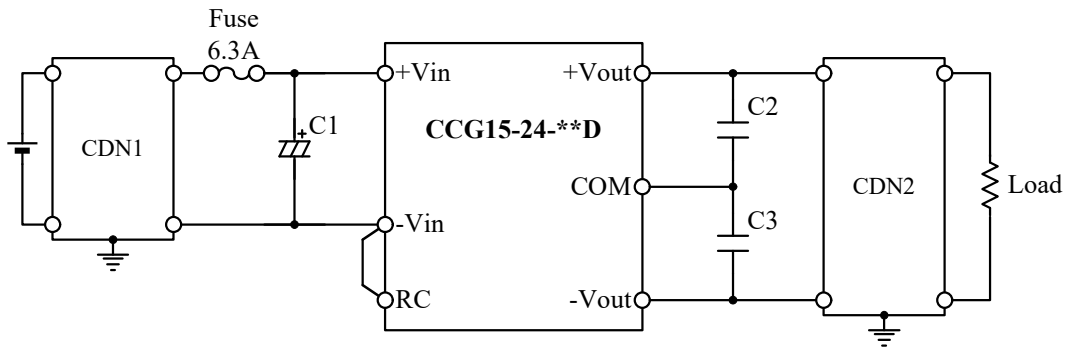 Fuse
6.3A
+Vin
+Vout
C2
+
C1
CCG15-24-**D
CDN1
COM
CDN2
Load
-Vin
C3
RC
-Vout